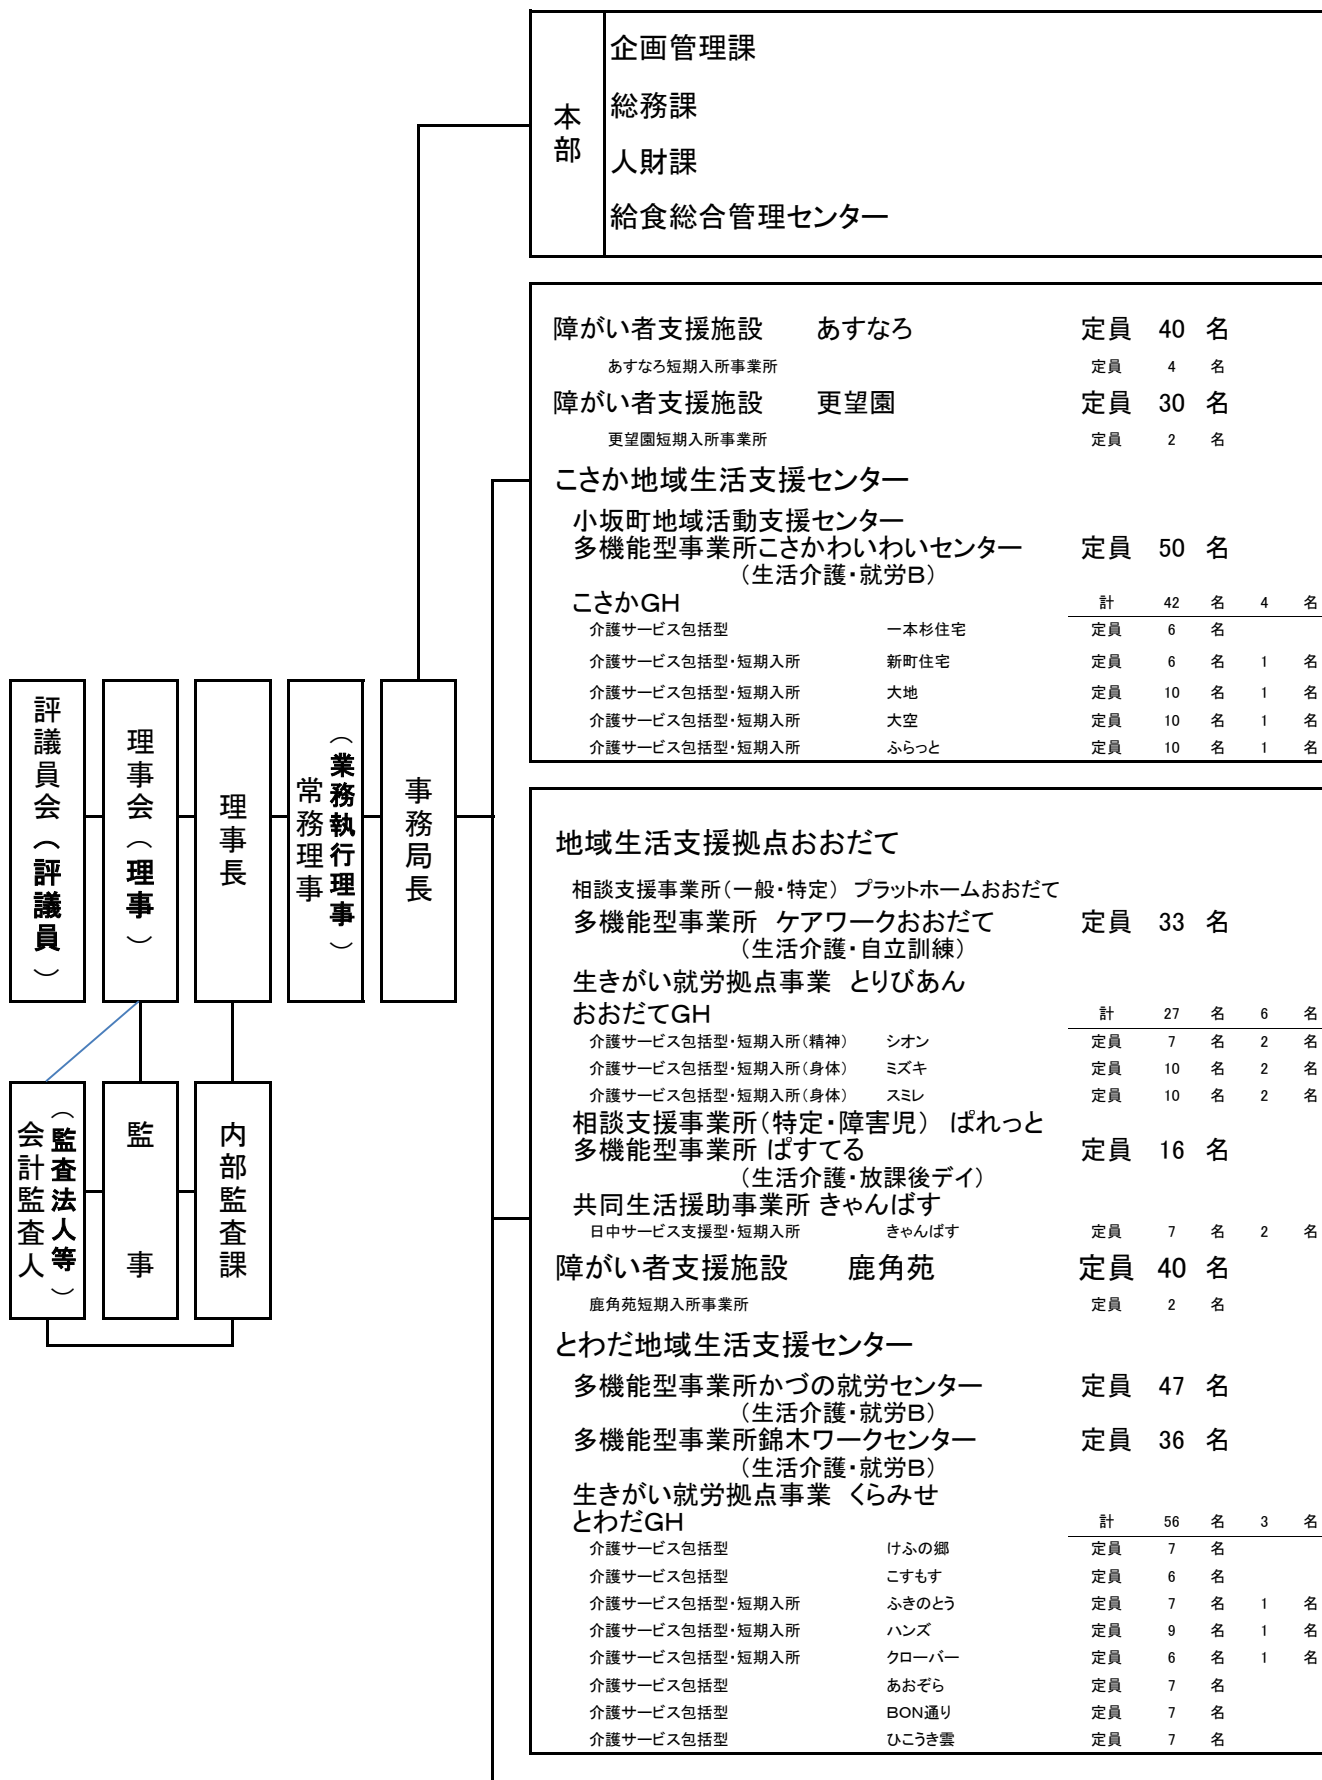 本部
企画管理課
総務課
人財課
給食総合管理センター
障がい者支援施設 あすなろ 定員 40 名
あすなろ短期入所事業所 定員 4 名
障がい者支援施設 更望園 定員 30 名
更望園短期入所事業所 定員 2 名
こさか地域生活支援センター
小坂町地域活動支援センター
多機能型事業所こさかわいわいセンター 定員 50 名
（生活介護・就労B）
こさかGH 計 42 名 4 名
介護サービス包括型 一本杉住宅 定員 6 名
介護サービス包括型・短期入所 新町住宅 定員 6 名 1 名
介護サービス包括型・短期入所 大地 定員 10 名 1 名
介護サービス包括型・短期入所 大空 定員 10 名 1 名
介護サービス包括型・短期入所 ふらっと 定員 10 名 1 名
評議員会（評議員）
理事会（理事）
理事長
常務理事
（業務執行理事）
事務局長
会計監査人
（監査法人等）
監事
内部監査課
地域生活支援拠点おおだて
相談支援事業所（一般・特定） プラットホームおおだて
多機能型事業所 ケアワークおおだて 定員 33 名
（生活介護・自立訓練）
生きがい就労拠点事業 とりびあん
おおだてGH 計 27 名 6 名
介護サービス包括型・短期入所（精神） シオン 定員 7 名 2 名
介護サービス包括型・短期入所（身体） ミズキ 定員 10 名 2 名
介護サービス包括型・短期入所（身体） スミレ 定員 10 名 2 名
相談支援事業所（特定・障害児） ぱれっと
多機能型事業所 ぱすてる 定員 16 名
（生活介護・放課後デイ）
共同生活援助事業所 きゃんばす
日中サービス支援型・短期入所 きゃんばす 定員 7 名 2 名
障がい者支援施設 鹿角苑 定員 40 名
鹿角苑短期入所事業所 定員 2 名
とわだ地域生活支援センター
多機能型事業所かづの就労センター 定員 47 名
（生活介護・就労B）
多機能型事業所錦木ワークセンター 定員 36 名
（生活介護・就労B）
生きがい就労拠点事業 くらみせ
とわだGH 計 56 名 3 名
介護サービス包括型 けふの郷 定員 7 名
介護サービス包括型 こすもす 定員 6 名
介護サービス包括型・短期入所 ふきのとう 定員 7 名 1 名
介護サービス包括型・短期入所 ハンズ 定員 9 名 1 名
介護サービス包括型・短期入所 クローバー 定員 6 名 1 名
介護サービス包括型 あおぞら 定員 7 名
介護サービス包括型 BON通り 定員 7 名
介護サービス包括型 ひこうき雲 定員 7 名